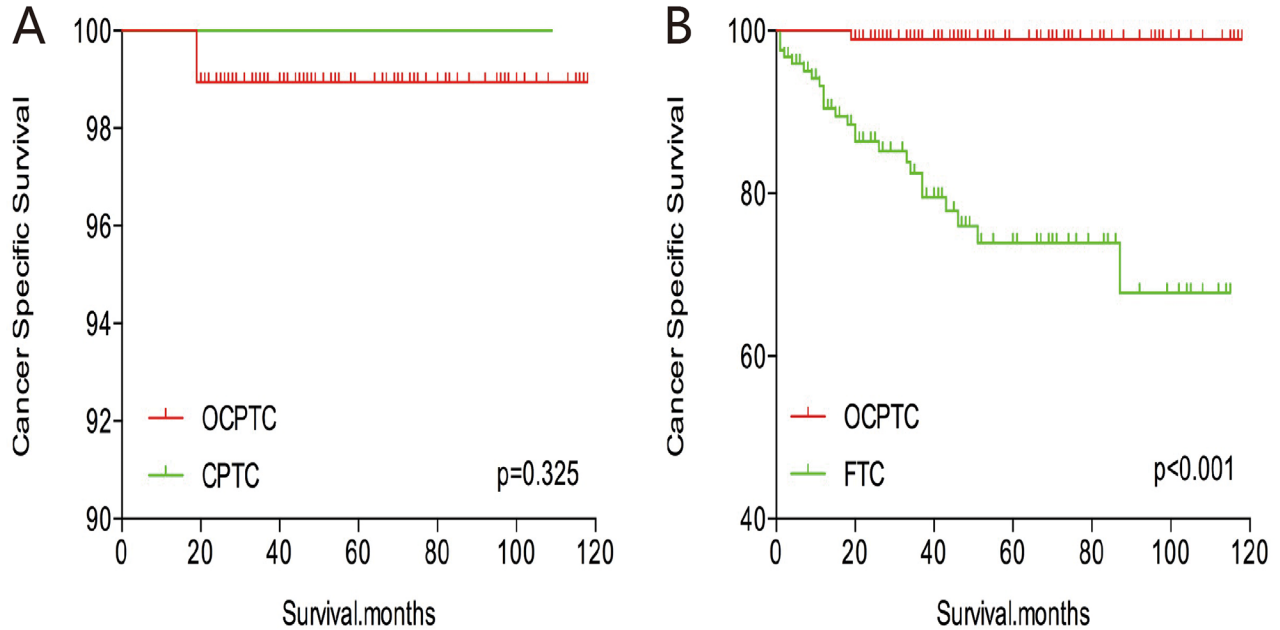 A
Cancer Specific Survival
100
98
96
94
92
90
OCPTC
CPTC
p=0.325
0 20 40 60 80 100 120
Survival.months
B
Cancer Specific Survival
100
80
60
40
OCPTC
FTC
p<0.001
0 20 40 60 80 100 120
Survival.months